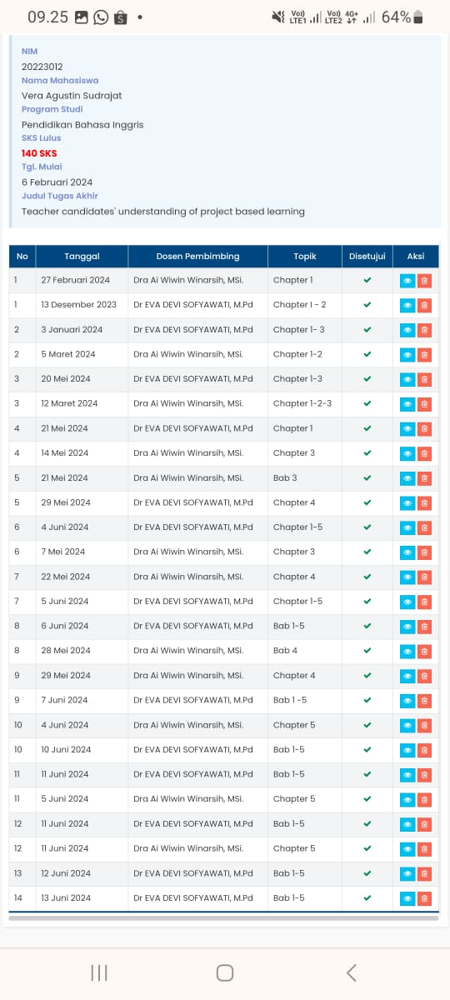 09.25 S Vo) LTE1 Vo) LTE2 4G+ 64%
NIM
20223012
Nama Mahasiswa
Vera Agustin Sudrajat
Program Studi
Pendidikan Bahasa Inggris
SKS Lulus
140 SKS
Tgl. Mulai
6 Februari 2024
Judul Tugas Akhir
Teacher candidates' understanding of project based learning
No Tanggal Dosen Pembimbing Topik Disetujui Aksi
1 27 Februari 2024 Dra Ai Wiwin Winarsih, MSi. Chapter 1
1 13 Desember 2023 Dr EVA DEVI SOFYAWATI, M.Pd Chapter I - 2
2 3 Januari 2024 Dr EVA DEVI SOFYAWATI, M.Pd Chapter 1- 3
2 5 Maret 2024 Dra Ai Wiwin Winarsih, MSi. Chapter 1-2
3 20 Mei 2024 Dr EVA DEVI SOFYAWATI, M.Pd Chapter 1-3
3 12 Maret 2024 Dra Ai Wiwin Winarsih, MSi. Chapter 1-2-3
4 21 Mei 2024 Dr EVA DEVI SOFYAWATI, M.Pd Chapter 1
4 14 Mei 2024 Dra Ai Wiwin Winarsih, MSi. Chapter 3
5 21 Mei 2024 Dra Ai Wiwin Winarsih, MSi. Bab 3
5 29 Mei 2024 Dr EVA DEVI SOFYAWATI, M.Pd Chapter 4
6 4 Juni 2024 Dr EVA DEVI SOFYAWATI, M.Pd Chapter 1-5
6 7 Mei 2024 Dra Ai Wiwin Winarsih, MSi. Chapter 3
7 22 Mei 2024 Dra Ai Wiwin Winarsih, MSi. Chapter 4
7 5 Juni 2024 Dr EVA DEVI SOFYAWATI, M.Pd Chapter 1-5
8 6 Juni 2024 Dr EVA DEVI SOFYAWATI, M.Pd Bab 1-5
8 28 Mei 2024 Dra Ai Wiwin Winarsih, MSi. Bab 4
9 29 Mei 2024 Dra Ai Wiwin Winarsih, MSi. Chapter 4
9 7 Juni 2024 Dr EVA DEVI SOFYAWATI, M.Pd Bab 1 -5
10 4 Juni 2024 Dra Ai Wiwin Winarsih, MSi. Chapter 5
10 10 Juni 2024 Dr EVA DEVI SOFYAWATI, M.Pd Bab 1-5
11 11 Juni 2024 Dr EVA DEVI SOFYAWATI, M.Pd Bab 1-5
11 5 Juni 2024 Dra Ai Wiwin Winarsih, MSi. Chapter 5
12 11 Juni 2024 Dr EVA DEVI SOFYAWATI, M.Pd Bab 1-5
12 11 Juni 2024 Dra Ai Wiwin Winarsih, MSi. Chapter 5
13 12 Juni 2024 Dr EVA DEVI SOFYAWATI, M.Pd Bab 1-5
14 13 Juni 2024 Dr EVA DEVI SOFYAWATI, M.Pd Bab 1-5